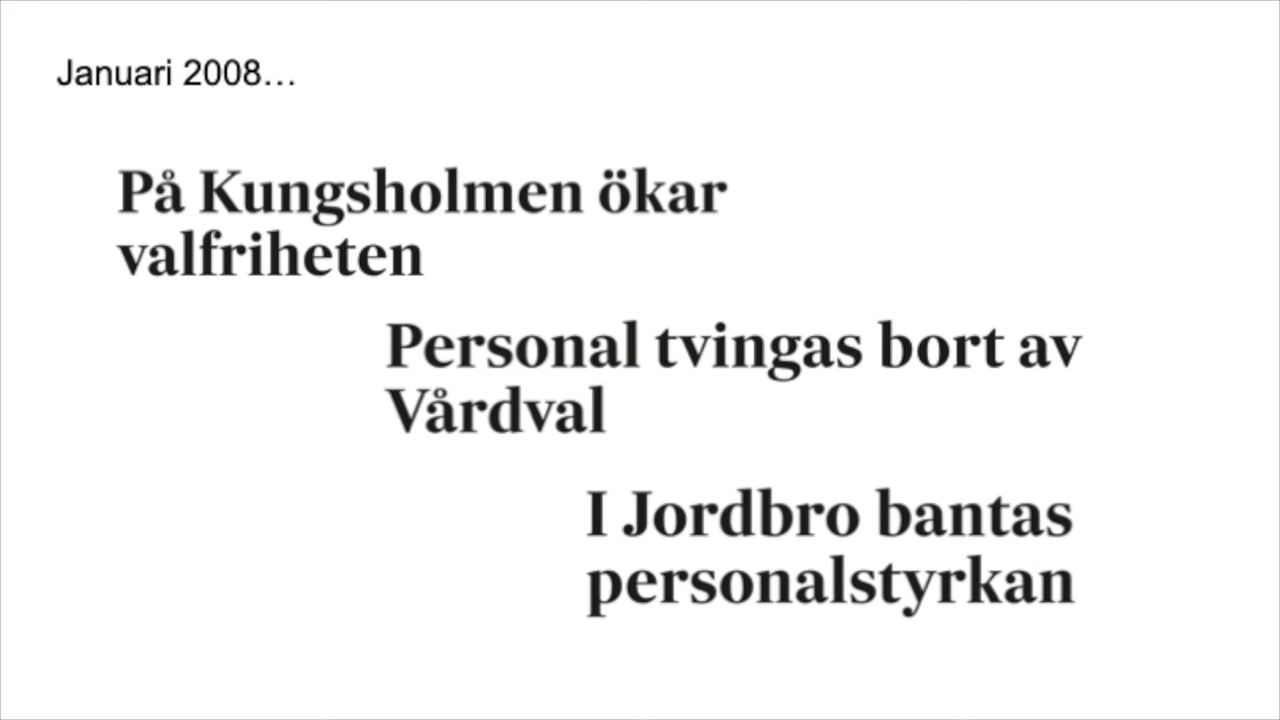 Januari 2008…
På Kungsholmen ökar
valfriheten
Personal tvingas bort av
Vårdval
I Jordbro bantas
personalstyrkan